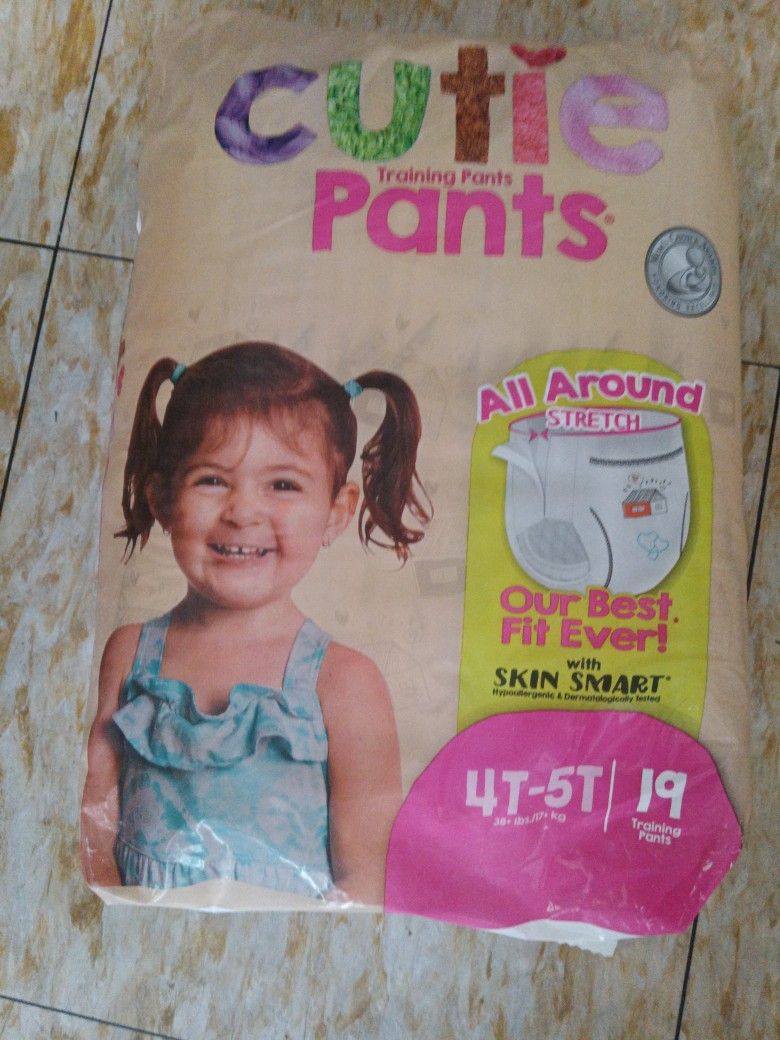 cutie
Training Pants
Pants®
All Around
STRETCH
Our Best
Fit Ever!
with
SKIN SMART
Hypoallergenic & Dermatologically tested
4T-5T
38+ lbs./17+ kg
19
Training
Pants